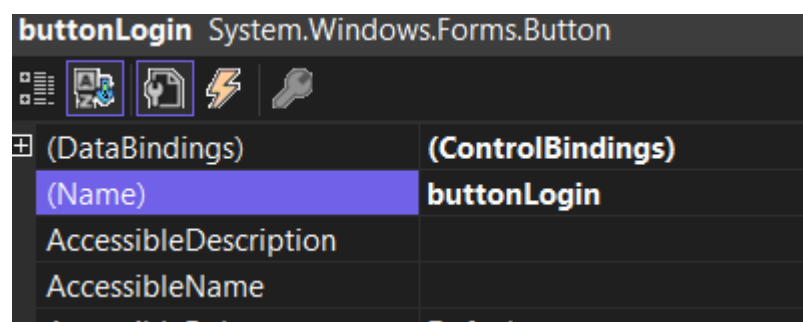 buttonLogin System.Windows.Forms.Button
(DataBindings) (ControlBindings)
(Name) buttonLogin
AccessibleDescription
AccessibleName